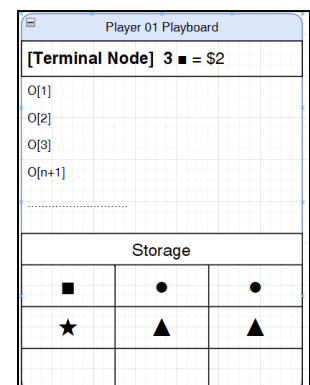 Player 01 Playboard
[Terminal Node] 3 ■ = $2
O[1]
O[2]
O[3]
O[n+1]
..............................
Storage
■ ● ●
★ ▲ ▲